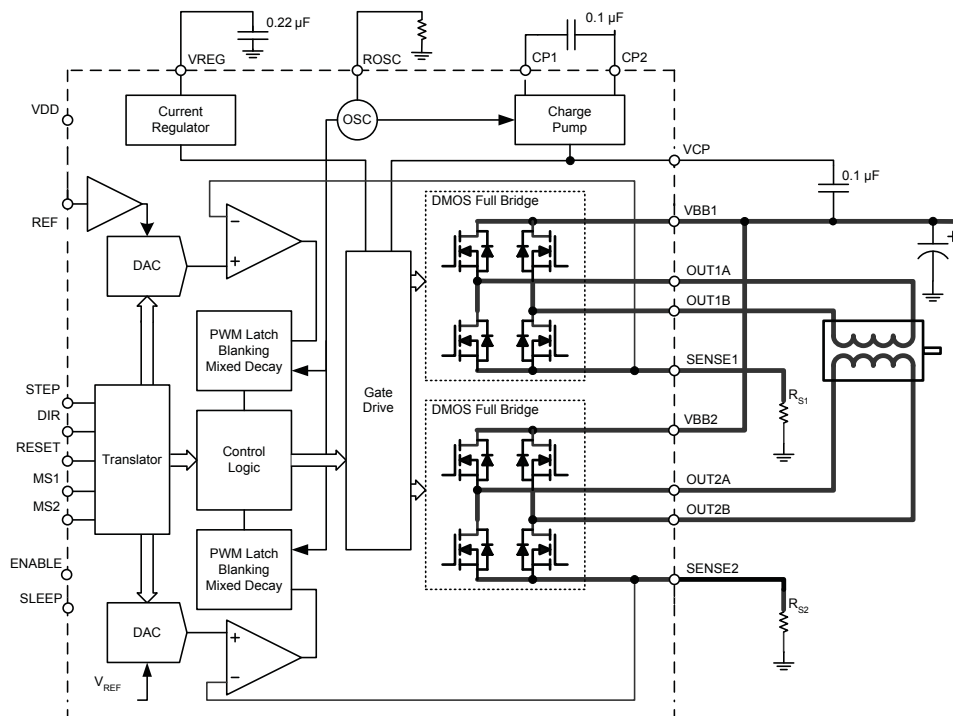 0.22 µF
0.1 µF
VREG
ROSC
CP1
CP2
VDD
Current
Regulator
OSC
Charge
Pump
VCP
0.1 µF
REF
DMOS Full Bridge
VBB1
+
DAC
−
+
OUT1A
OUT1B
PWM Latch
Blanking
Mixed Decay
SENSE1
Gate
Drive
STEP
DIR
RESET
MS1
MS2
Translator
Control
Logic
RS1
DMOS Full Bridge
VBB2
OUT2A
OUT2B
PWM Latch
Blanking
Mixed Decay
ENABLE
SLEEP
SENSE2
RS2
DAC
+
−
VREF